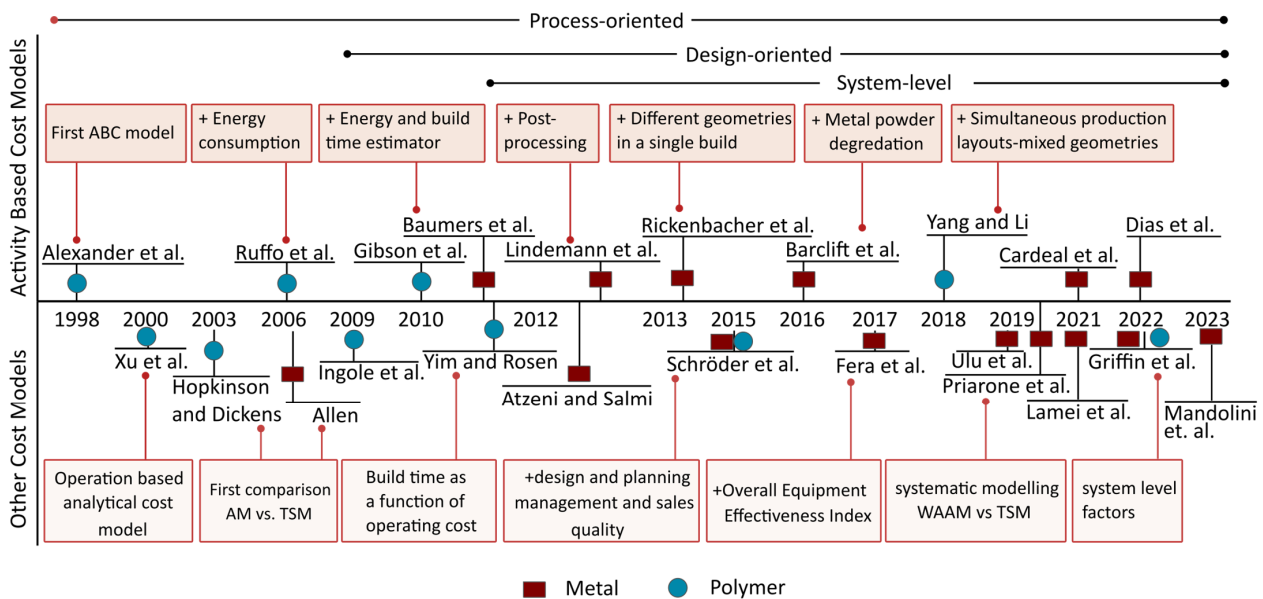 Process-oriented
Design-oriented
System-level
Activity Based Cost Models
First ABC model
+ Energy
consumption
+ Energy and build
time estimator
+ Post-
processing
+ Different geometries
in a single build
+ Metal powder
degredation
+ Simultaneous production
layouts-mixed geometries
Alexander et al.
Ruffo et al.
Gibson et al.
Baumers et al.
Lindemann et al.
Rickenbacher et al.
Barclift et al.
Yang and Li
Cardeal et al.
Dias et al.
1998 2000 2003 2006 2009 2010 2012 2013 2015 2016 2017 2018 2019 2021 2022 2023
Other Cost Models
Xu et al.
Hopkinson
and Dickens
Allen
Ingole et al.
Yim and Rosen
Atzeni and Salmi
Schröder et al.
Fera et al.
Ulu et al.
Priarone et al.
Lamei et al.
Griffin et al.
Mandolini
et. al.
Operation based
analytical cost
model
First comparison
AM vs. TSM
Build time as
a function of
operating cost
+design and planning
management and sales
quality
+Overall Equipment
Effectiveness Index
systematic modelling
WAAM vs TSM
system level
factors
Metal
Polymer